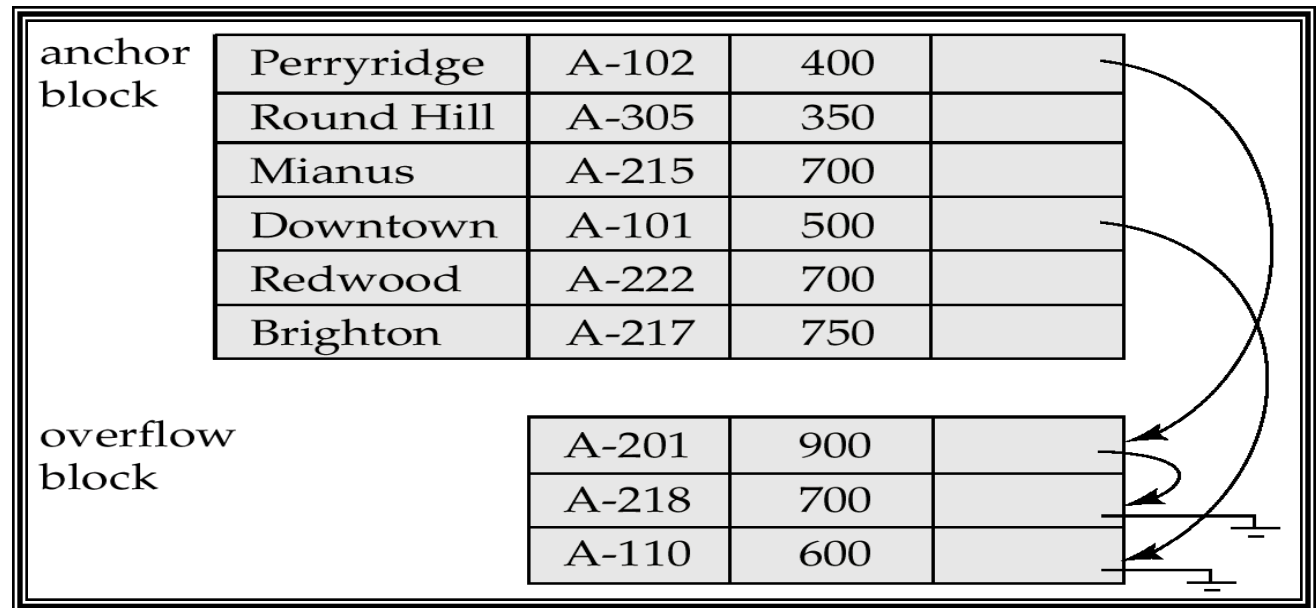 anchor
block
Perryridge A-102 400
Round Hill A-305 350
Mianus A-215 700
Downtown A-101 500
Redwood A-222 700
Brighton A-217 750
overflow
block
A-201 900
A-218 700
A-110 600